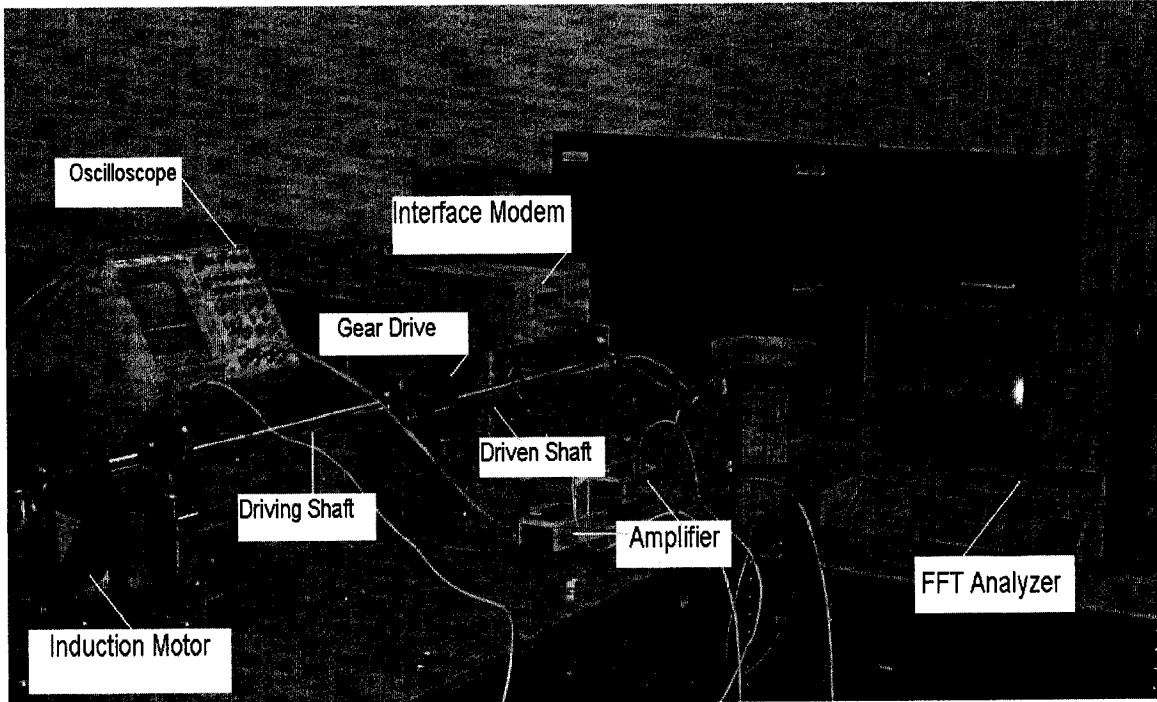 Oscilloscope
Interface Modem
Gear Drive
Driven Shaft
Driving Shaft
Amplifier
FFT Analyzer
Induction Motor